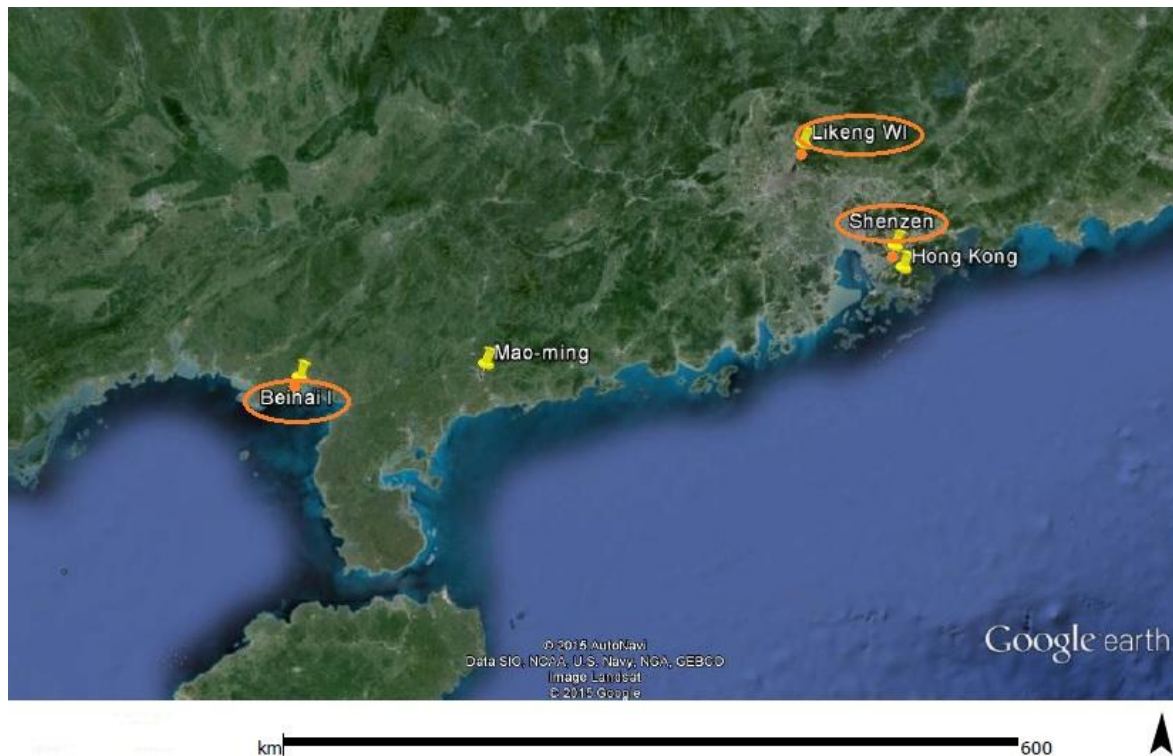 Likeng WI
Shenzen
Hong Kong
Mao-ming
Beihai I
© 2015 AutoNavi
Data SIO, NOAA, U.S. Navy, NGA, GEBCO
Image Landsat
© 2015 Google
Google earth
km 600